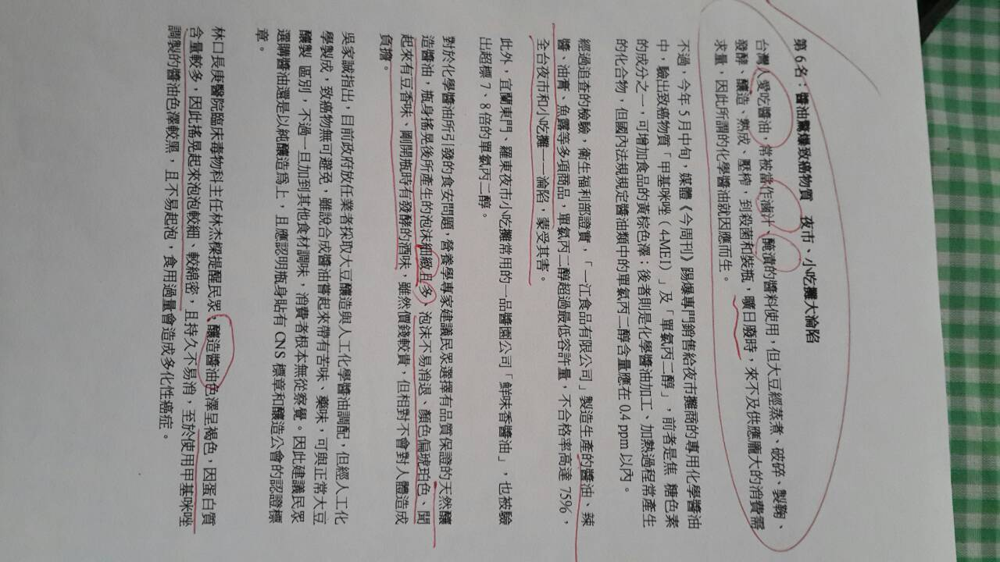 第 6 名：醬油驚爆致癌物質　夜市、小吃攤大淪陷
台灣人愛吃醬油，常被當作滷汁、醃漬的醬料使用，但大豆經蒸煮、破碎、製麴、
發酵、釀造、熟成、壓榨，到殺菌和裝瓶，曠日廢時，來不及供應龐大的消費需
求量，因此所謂的化學醬油就因應而生。
不過，今年 5 月中旬，媒體《今周刊》踢爆專門銷售給夜市攤商的專用化學醬油
中，驗出致癌物質「甲基咪唑（4-MEI）」及「單氯丙二醇」，前者是焦 糖色素
的成分之一，可增加食品的黃棕色澤；後者則是化學醬油加工、加熱過程常產生
的化合物，但國內法規規定醬油類中的單氯丙二醇含量應在 0.4 ppm 以內。
經過追查的檢驗，衛生福利部證實，「一江食品有限公司」製造生產的醬油、辣
醬、油膏、魚露等多項商品，單氯丙二醇超過最低容許量，不合格率高達 75%，
全台夜市和小吃攤一一淪陷，蒙受其害。
此外，宜蘭東門、羅東夜市小吃攤常用的一品醬園公司「鮮味香醬油」，也被驗
出超標 7、8 倍的單氯丙二醇。
對於化學醬油所引發的食安問題，營養學專家建議民眾選擇有品質保證的天然釀
造醬油，瓶身搖晃後所產生的泡沫細緻且多，泡沫不易消退、顏色偏琥珀色、聞
起來有豆香味、剛開瓶時有發酵的酒味，雖然價錢較貴，但相對不會對人體造成
負擔。
吳家誠指出，目前政府放任業者採取大豆釀造與人工化學醬油調配，但經人工化
學製成，致癌物無可避免，雖說合成醬油嘗起來帶有苦味、藥味，可與正常大豆
釀製 區別，不過一旦加到其他食材調味，消費者根本無從察覺。因此建議民眾
選購醬油還是以純釀造為上，且應認明瓶身貼有 CNS 標章和釀造公會的認證標
章。
林口長庚醫院臨床毒物科主任林杰樑提醒民眾，釀造醬油色澤呈褐色，因蛋白質
含量較多，因此搖晃起來泡泡較細、較綿密，且持久不易消，至於使用甲基咪唑
調製的醬油色澤較黑，且不易起泡，食用過量會造成多化性癌症。